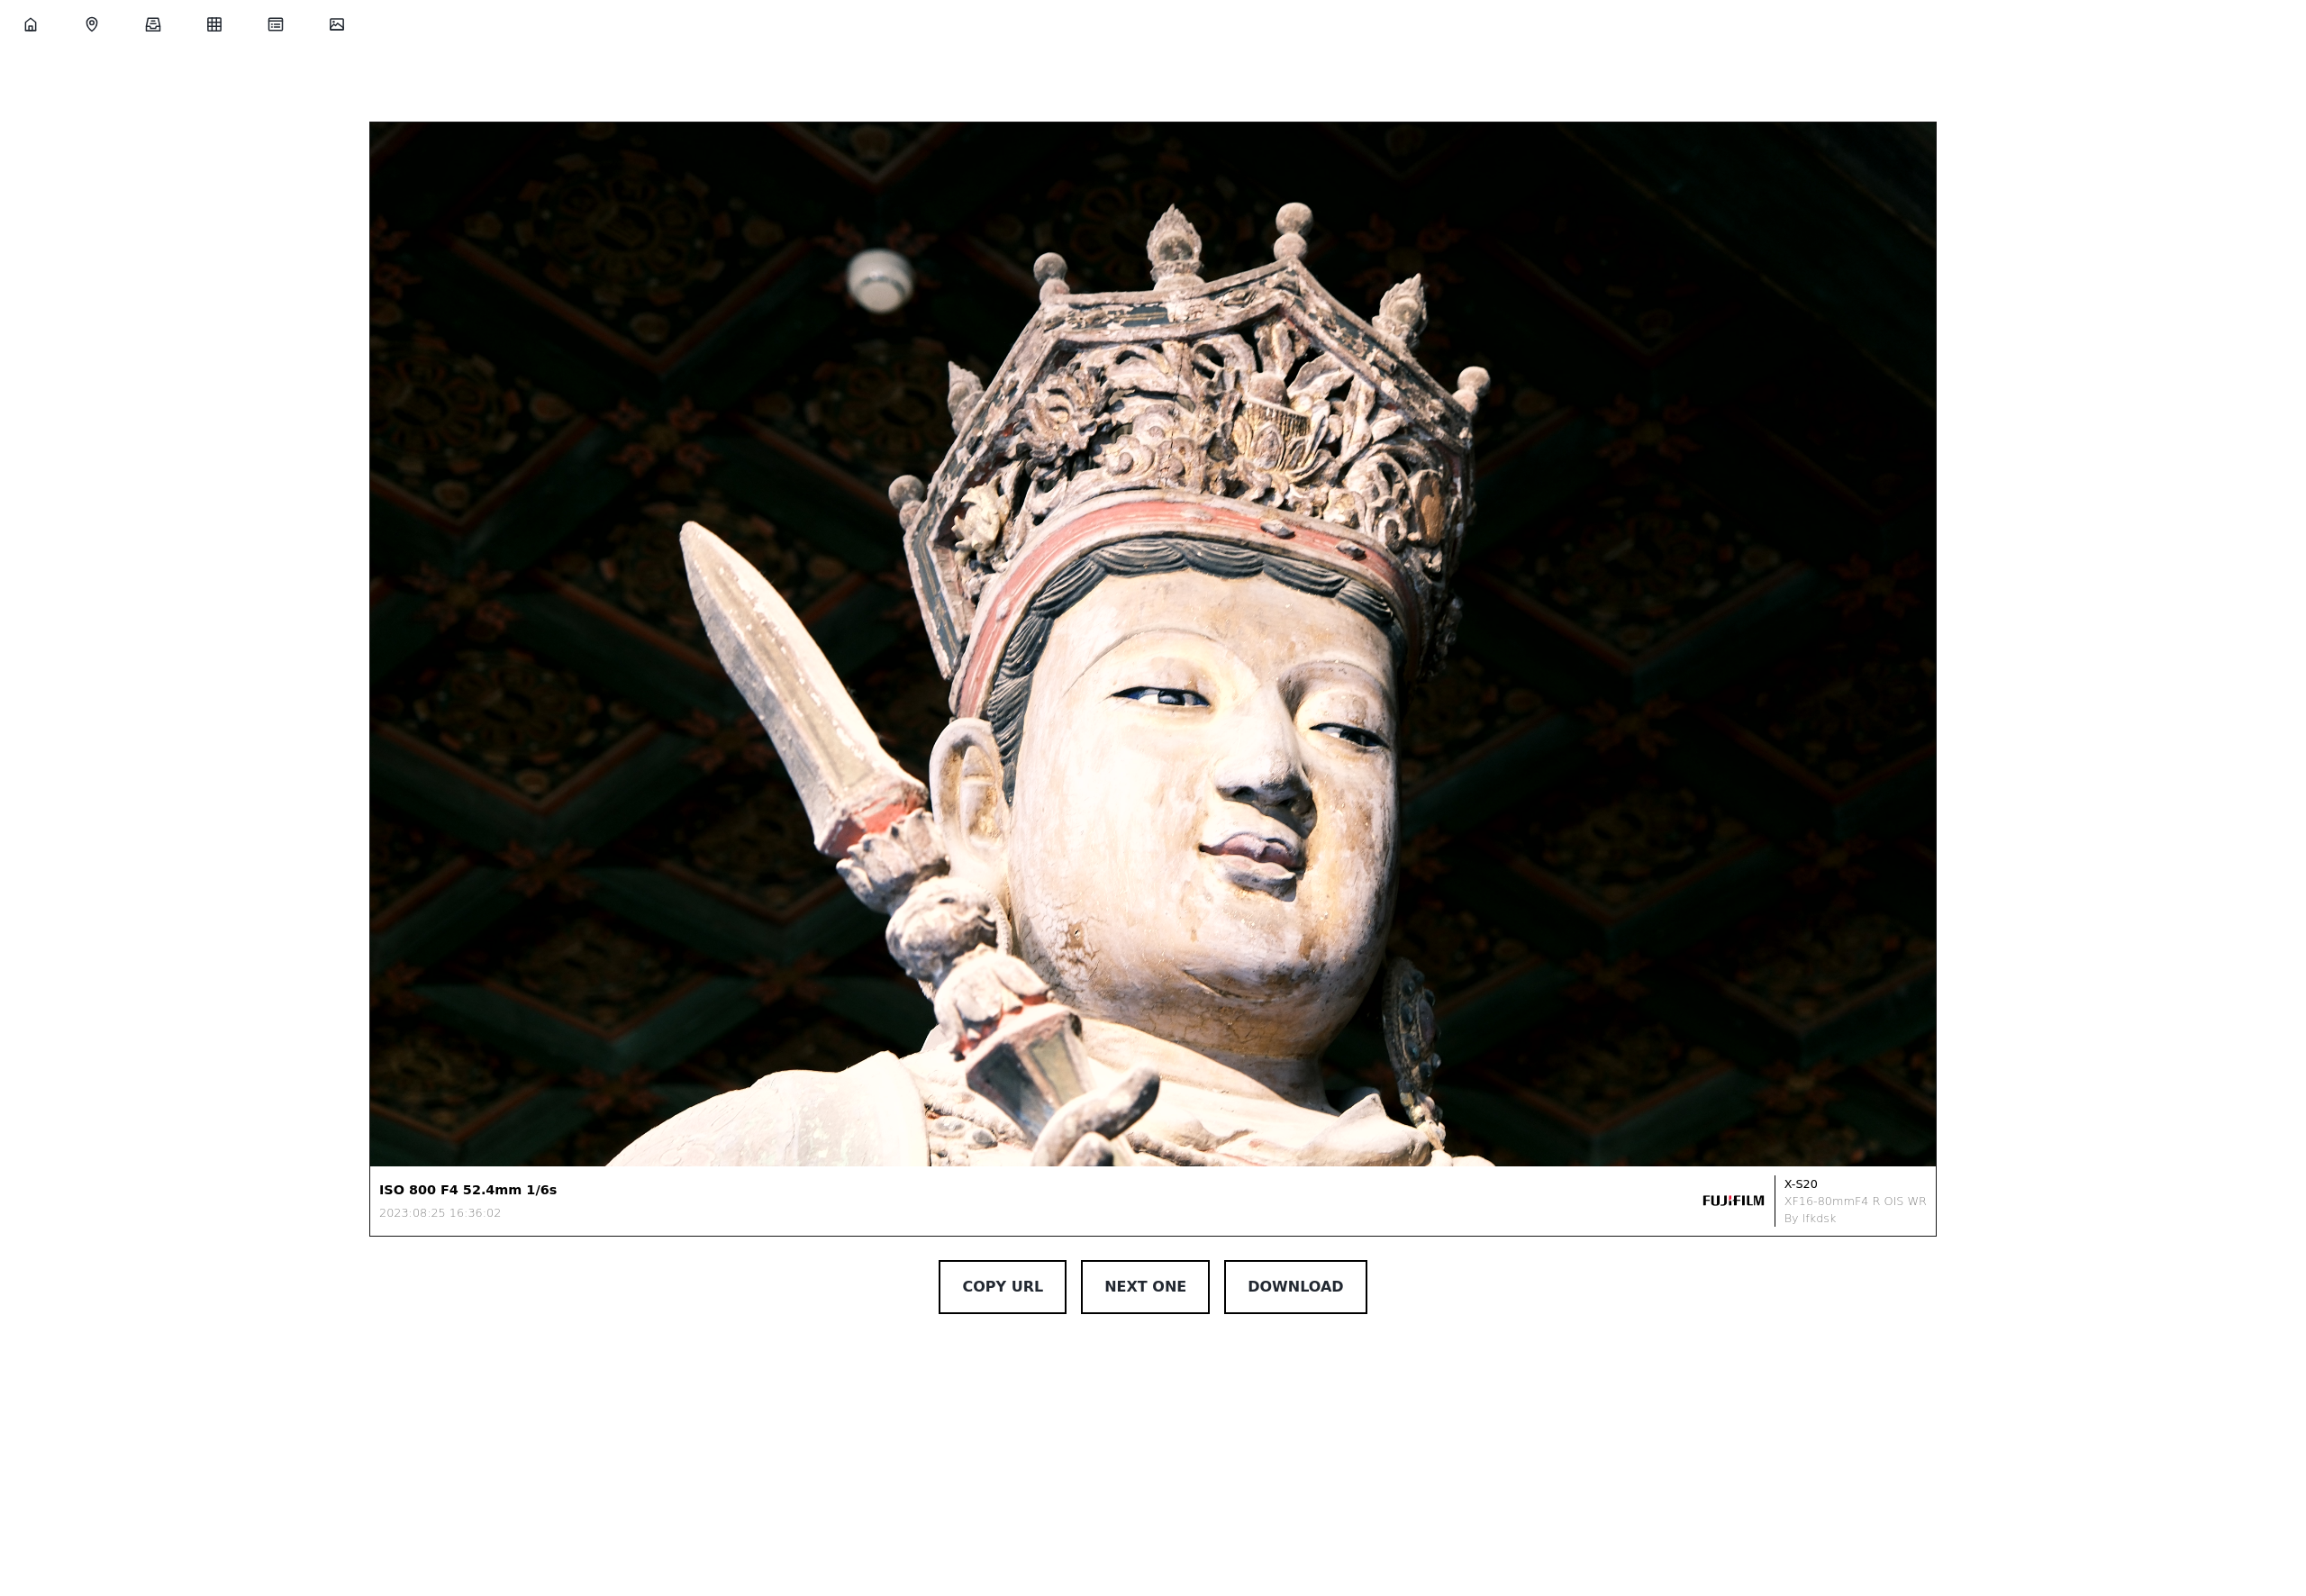 ISO 800 F4 52.4mm 1/6s
2023:08:25 16:36:02
FUJIFILM
X-S20
XF16-80mmF4 R OIS WR
By lfkdsk
COPY URL
NEXT ONE
DOWNLOAD